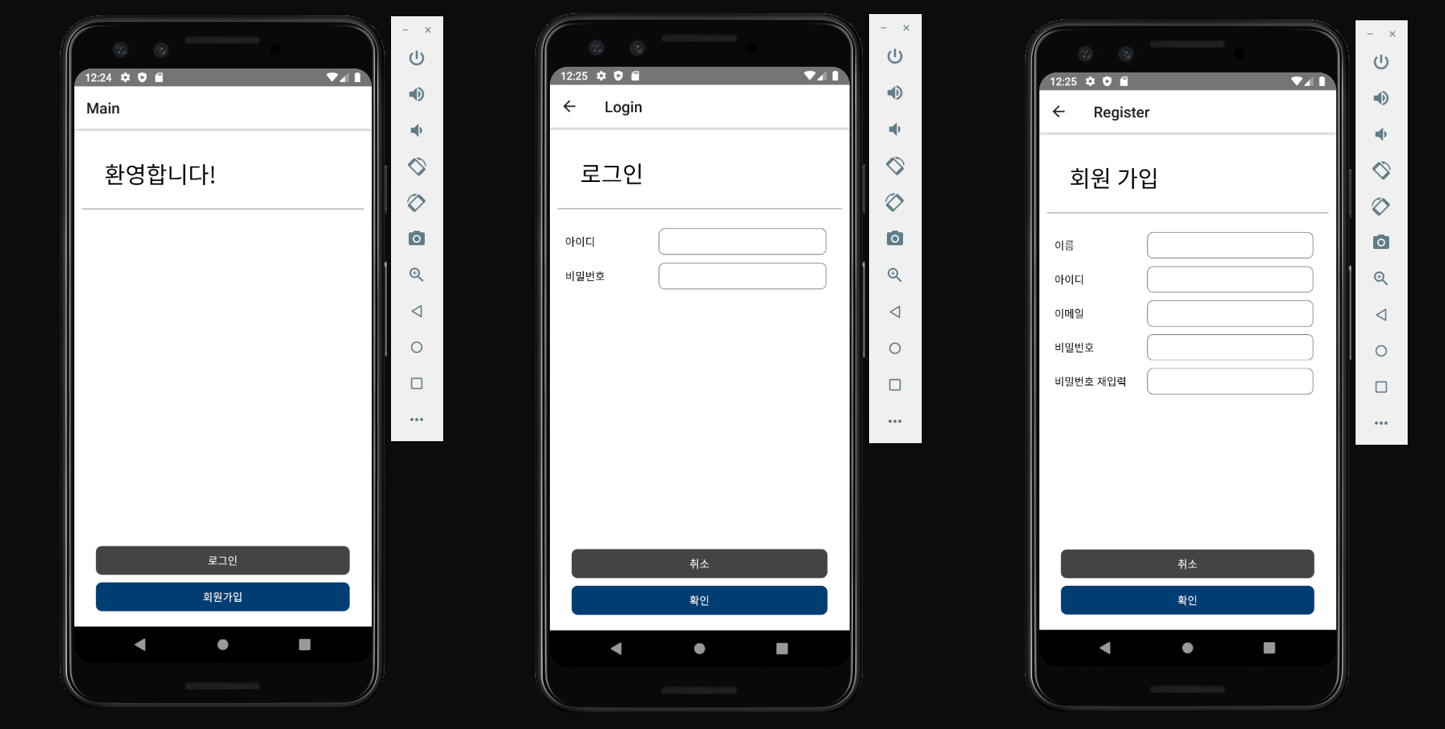 12:24
Main
환영합니다!
로그인
회원가입
12:25
Login
로그인
아이디
비밀번호
취소
확인
12:25
Register
회원 가입
이름
아이디
이메일
비밀번호
비밀번호 재입력
취소
확인